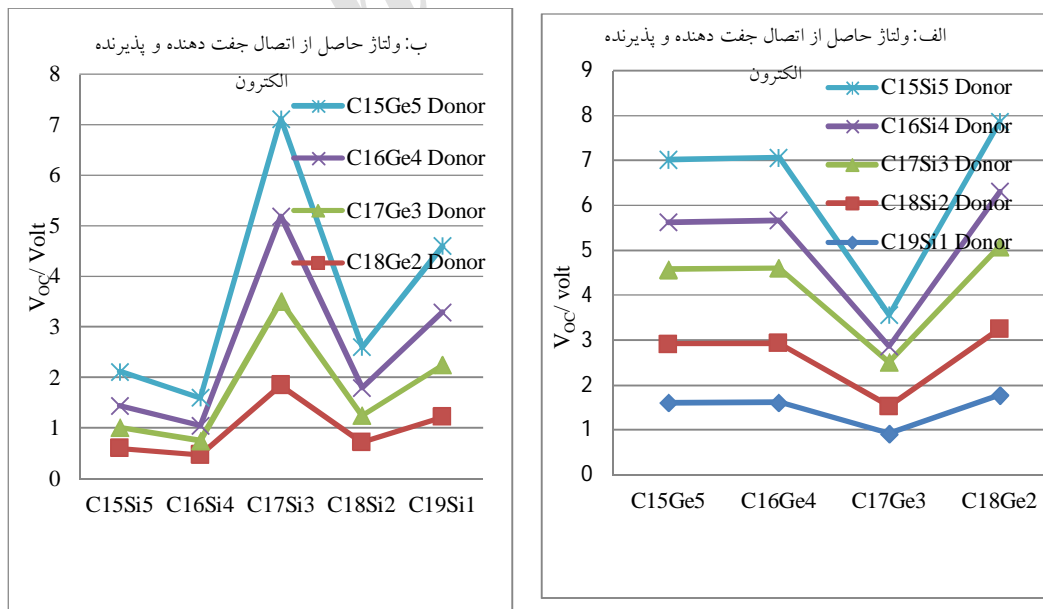 ب: ولتاژ حاصل از اتصال جفت دهنده و پذیرنده
الکترون
8
7
6
5
4
3
2
1
0
V_OC/ Volt
C15Ge5 Donor
C16Ge4 Donor
C17Ge3 Donor
C18Ge2 Donor
C15Si5 C16Si4 C17Si3 C18Si2 C19Si1
الف: ولتاژ حاصل از اتصال جفت دهنده و پذیرنده
الکترون
9
8
7
6
5
4
3
2
1
0
V_OC/ volt
C15Si5 Donor
C16Si4 Donor
C17Si3 Donor
C18Si2 Donor
C19Si1 Donor
C15Ge5 C16Ge4 C17Ge3 C18Ge2